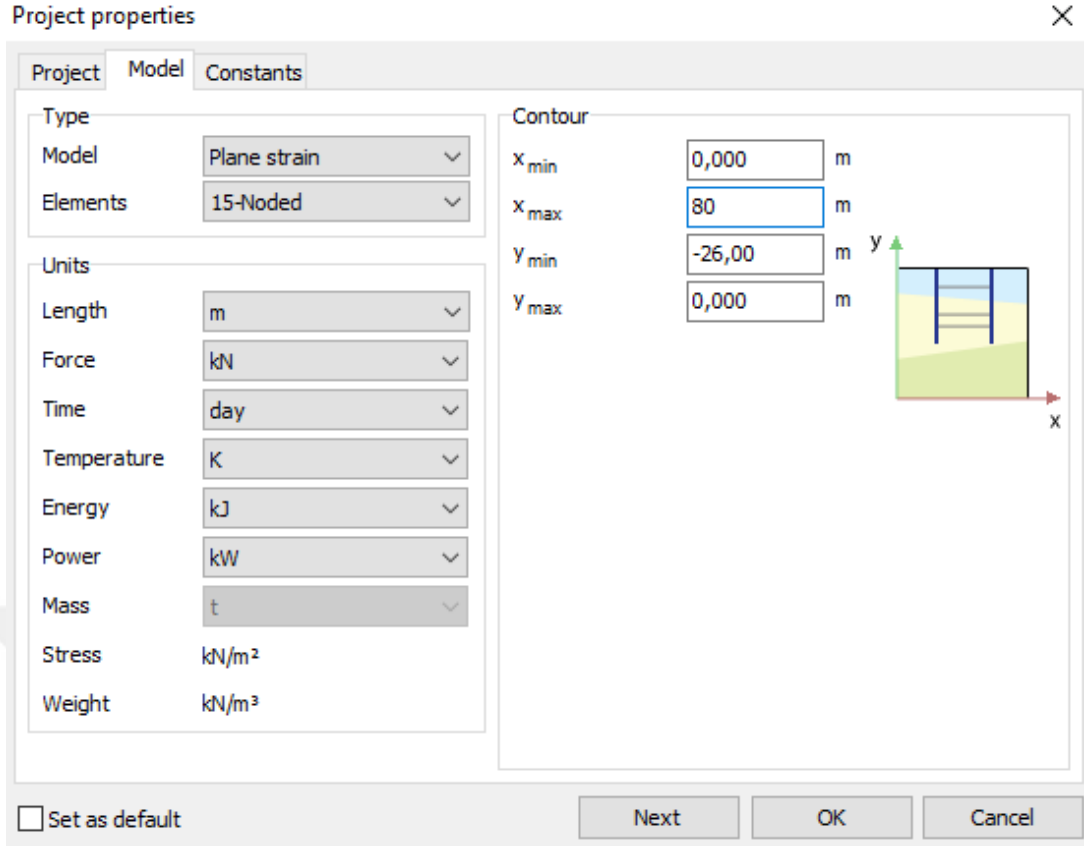 Project properties
Project Model Constants
Type
Model Plane strain
Elements 15-Noded
Units
Length m
Force kN
Time day
Temperature K
Energy kJ
Power kW
Mass t
Stress kN/m²
Weight kN/m³
Contour
x min 0,000 m
x max 80 m
y min -26,00 m
y max 0,000 m
y
x
Set as default
Next OK Cancel